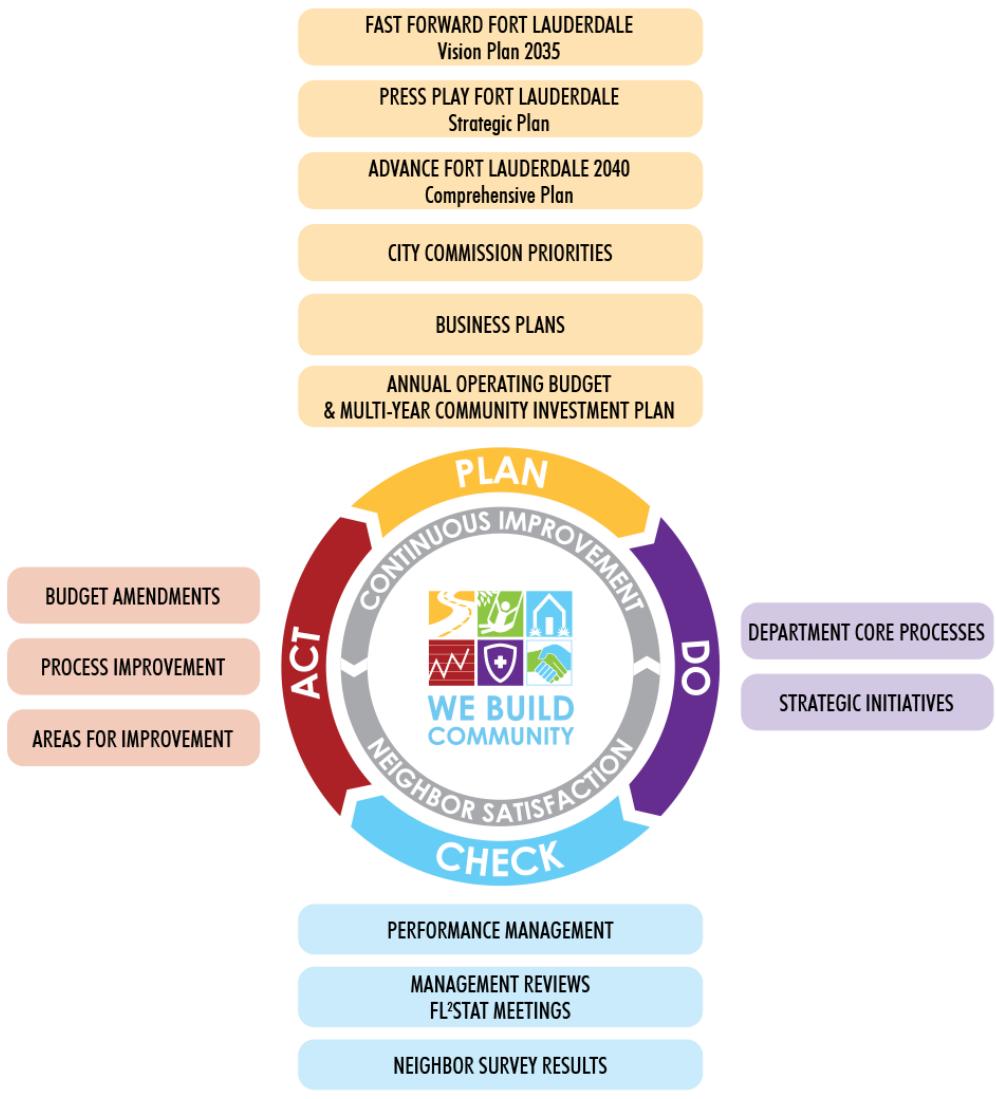 FAST FORWARD FORT LAUDERDALE
Vision Plan 2035
PRESS PLAY FORT LAUDERDALE
Strategic Plan
ADVANCE FORT LAUDERDALE 2040
Comprehensive Plan
CITY COMMISSION PRIORITIES
BUSINESS PLANS
ANNUAL OPERATING BUDGET
& MULTI-YEAR COMMUNITY INVESTMENT PLAN
PLAN
CONTINUOUS IMPROVEMENT
BUDGET AMENDMENTS
PROCESS IMPROVEMENT
AREAS FOR IMPROVEMENT
ACT
WE BUILD
COMMUNITY
DO
DEPARTMENT CORE PROCESSES
STRATEGIC INITIATIVES
NEIGHBOR SATISFACTION
CHECK
PERFORMANCE MANAGEMENT
MANAGEMENT REVIEWS
FL²STAT MEETINGS
NEIGHBOR SURVEY RESULTS